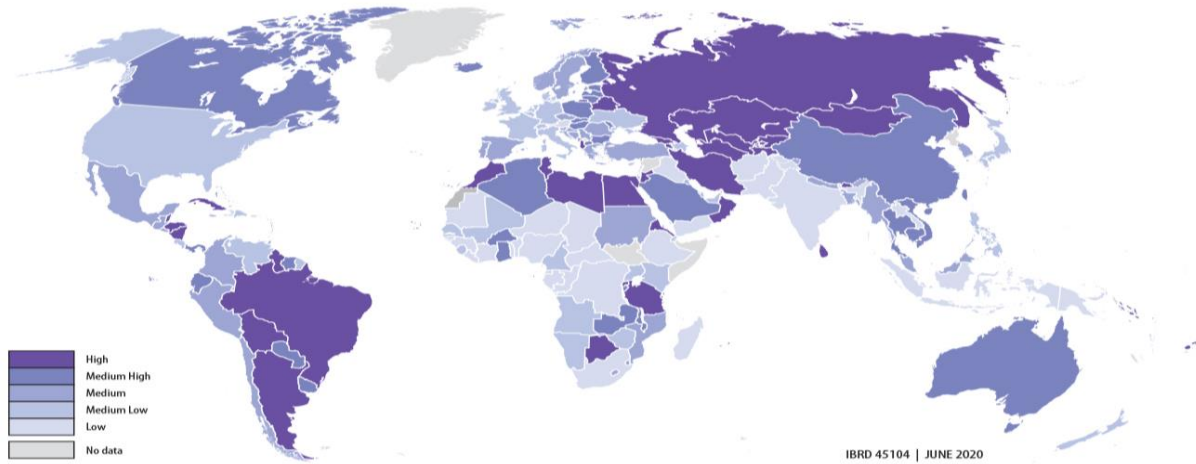 High
Medium High
Medium
Medium Low
Low
No data
IBRD 45104 | JUNE 2020